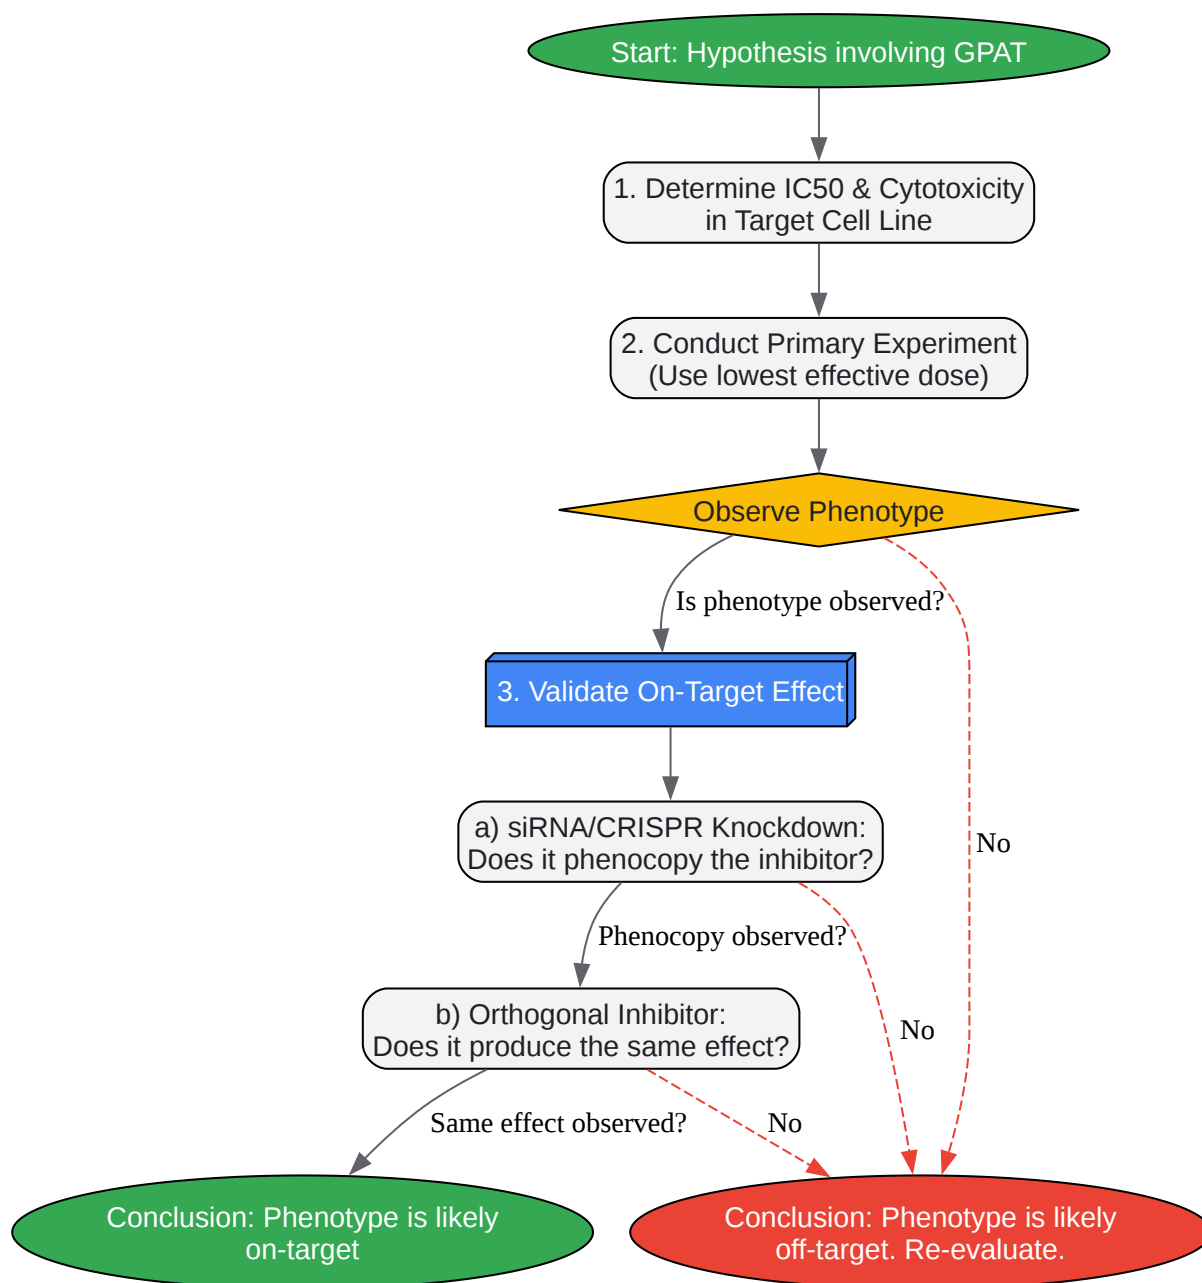 Start: Hypothesis involving GPAT
1. Determine IC50 & Cytotoxicity
in Target Cell Line
2. Conduct Primary Experiment
(Use lowest effective dose)
Observe Phenotype
Is phenotype observed?
3. Validate On-Target Effect
a) siRNA/CRISPR Knockdown:
Does it phenocopy the inhibitor?
No
Phenocopy observed?
b) Orthogonal Inhibitor:
Does it produce the same effect?
No
Same effect observed?
No
Conclusion: Phenotype is likely
on-target
Conclusion: Phenotype is likely
off-target. Re-evaluate.